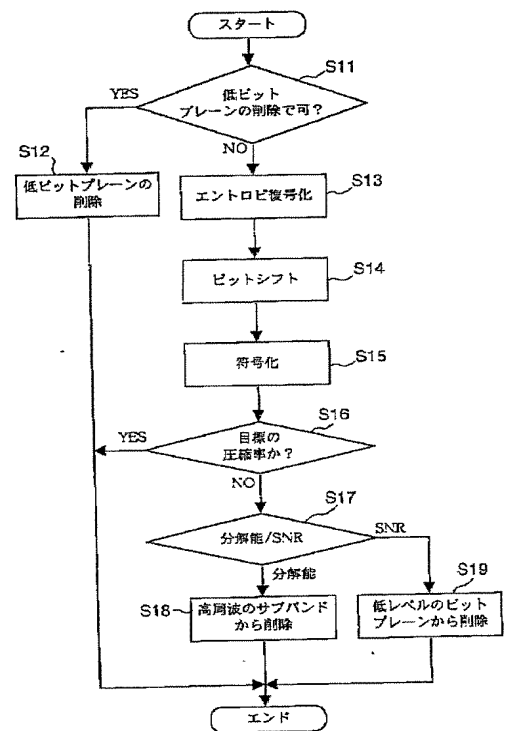 スタート
S11
低ビット
プレーンの削除で可?
YES
NO
S12
低ビットプレーンの
削除
S13
エントロピ復号化
S14
ビットシフト
S15
符号化
S16
目標の
圧縮率か?
YES
NO
S17
分解能/SNR
SNR
分解能
S18
高周波のサブバンド
から削除
S19
低レベルのビット
プレーンから削除
エンド